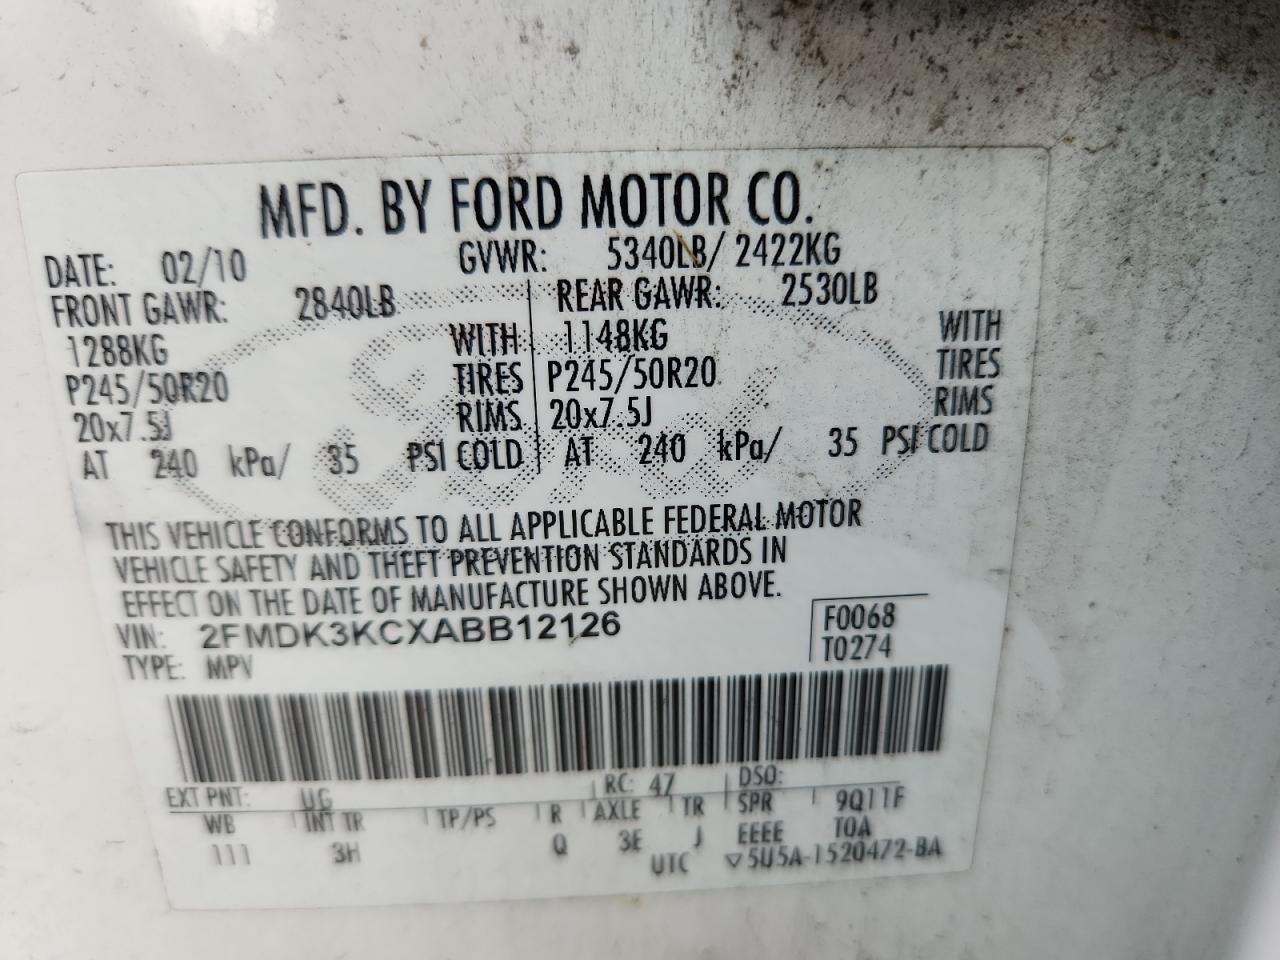 MFD. BY FORD MOTOR CO.
DATE: 02/10 GVWR: 5340LB/ 2422KG
FRONT GAWR: 2840LB REAR GAWR: 2530LB
1288KG WITH 1148KG WITH
P245/50R20 TIRES P245/50R20 TIRES
20x7.5J RIMS 20x7.5J RIMS
AT 240 kPa/ 35 PSI COLD AT 240 kPa/ 35 PSI COLD
THIS VEHICLE CONFORMS TO ALL APPLICABLE FEDERAL MOTOR
VEHICLE SAFETY AND THEFT PREVENTION STANDARDS IN
EFFECT ON THE DATE OF MANUFACTURE SHOWN ABOVE.
VIN: 2FMDK3KCXABB12126 F0068
TYPE: MPV T0274
EXT PNT: UG RC: 47 DSO:
WB INT TR TP/PS R AXLE TR SPR 9Q11F
111 3H Q 3E J EEEE T0A
UTC ▽5U5A-1520472-BA